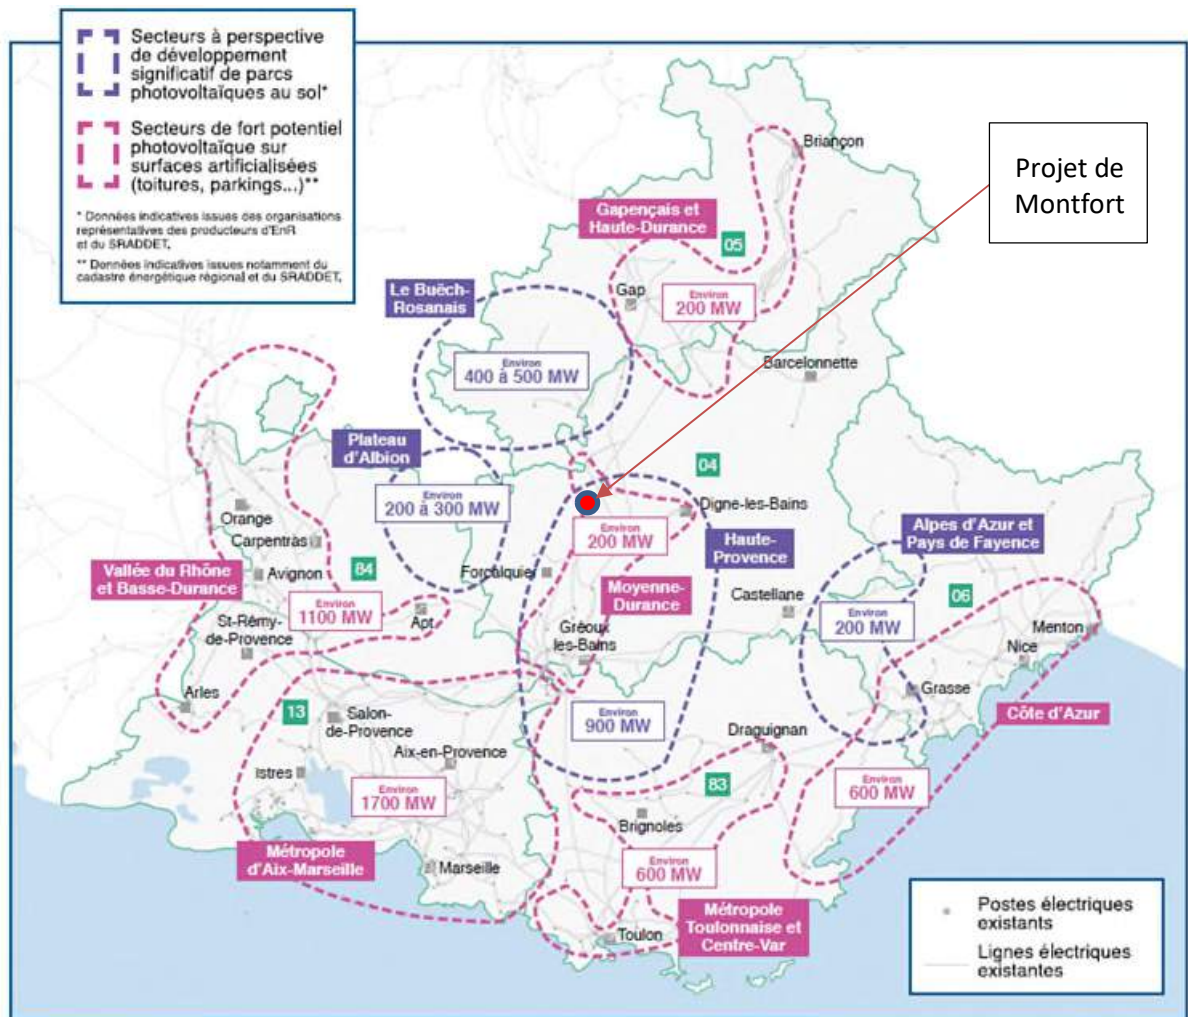 Secteurs à perspective
de développement
significatif de parcs
photovoltaïques au sol*
Secteurs de fort potentiel
photovoltaïque sur
surfaces artificialisées
(toitures, parkings...)**
* Données indicatives issues des organisations
représentatives des producteurs d'EnR
et du SRADDET.
** Données indicatives issues notamment du
cadastre énergétique régional et du SRADDET.
Projet de
Montfort
Briançon
Gapençais et
Haute-Durance
05
Gap
Environ
200 MW
Le Buëch-
Rosanais
Environ
400 à 500 MW
Barcelonnette
Plateau
d'Albion
Environ
200 à 300 MW
04
Digne-les-Bains
Environ
200 MW
Haute-
Provence
Alpes d'Azur et
Pays de Fayence
Orange
Carpentras
Avignon
84
Vallée du Rhône
et Basse-Durance
Environ
1100 MW
Apt
Forcalquier
Moyenne-
Durance
Castellane
06
Environ
200 MW
Menton
Nice
St-Rémy-
de-Provence
Gréoux
les-Bains
Grasse
Arles
13
Salon-
de-Provence
Environ
900 MW
Côte d'Azur
Draguignan
Aix-en-Provence
Istres
Environ
1700 MW
83
Environ
600 MW
Brignoles
Métropole
d'Aix-Marseille
Marseille
Environ
600 MW
Métropole
Toulonnaise et
Centre-Var
Toulon
Postes électriques
existants
Lignes électriques
existantes